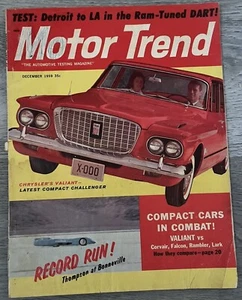 TEST: Detroit to LA in the Ram-Tuned DART!
Motor Trend
"THE AUTOMOTIVE TESTING MAGAZINE"
DECEMBER 1959 35c
X-000
CHRYSLER'S VALIANT—
LATEST COMPACT CHALLENGER
COMPACT CARS
IN COMBAT!
VALIANT vs
Corvair, Falcon, Rambler, Lark
How they compare—page 20
RECORD RUN!
Thompson at Bonneville